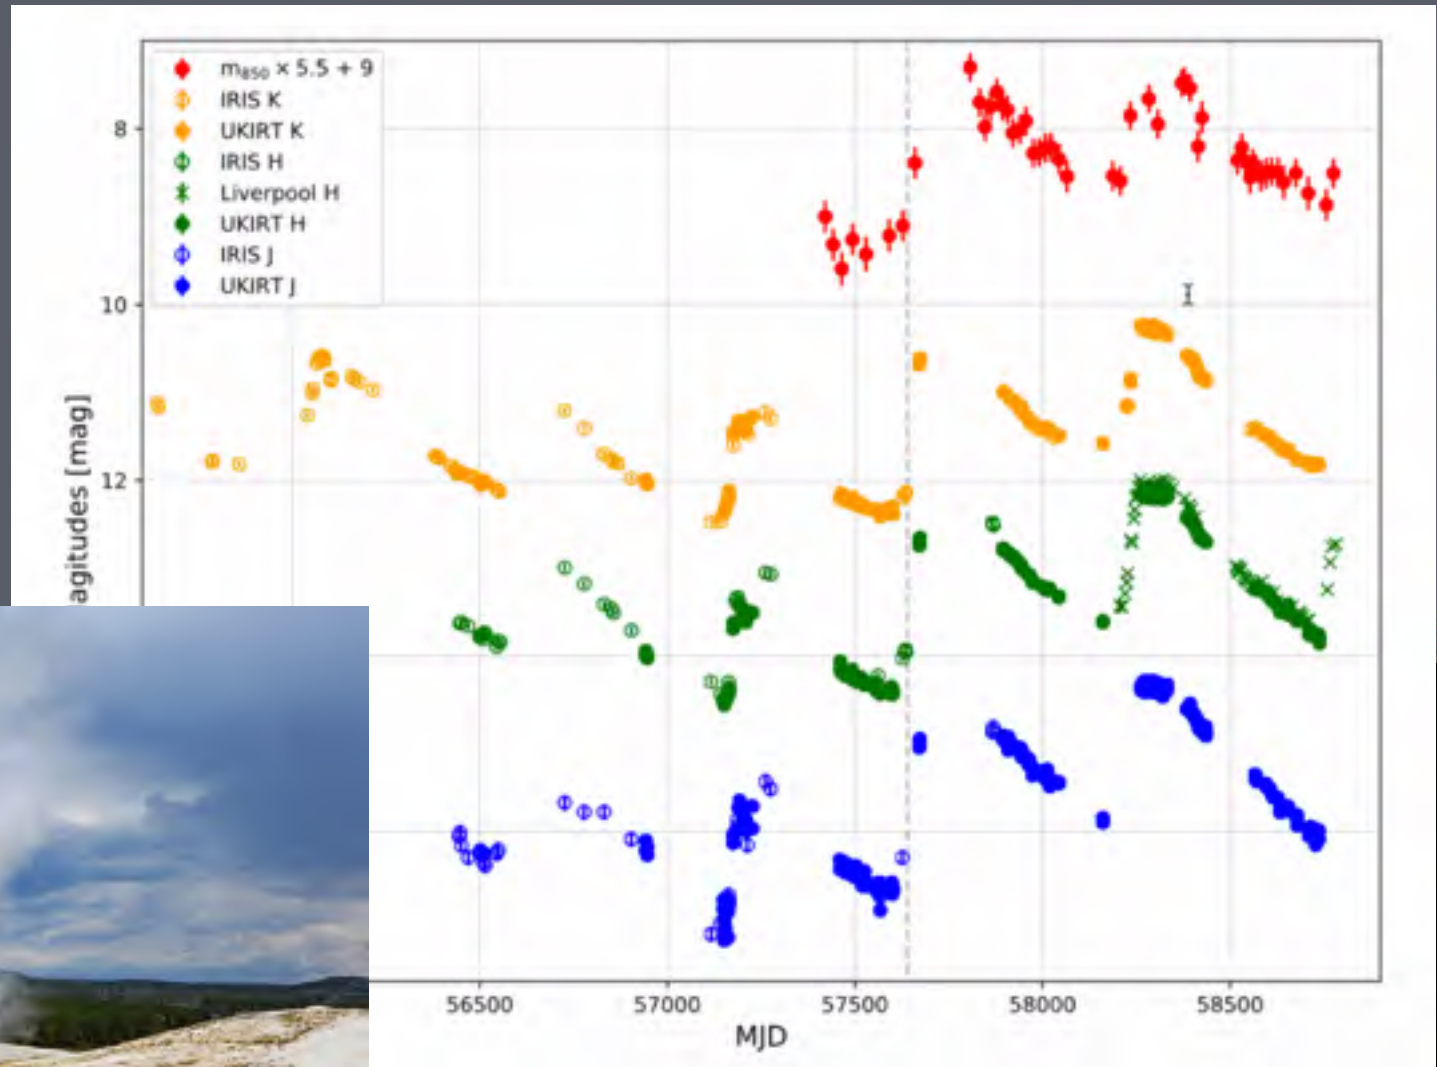 m₈₅₀ × 5.5 + 9
IRIS K
UKIRT K
IRIS H
Liverpool H
UKIRT H
IRIS J
UKIRT J
8
10
12
agitudes [mag]
56500 57000 57500 58000 58500
MJD